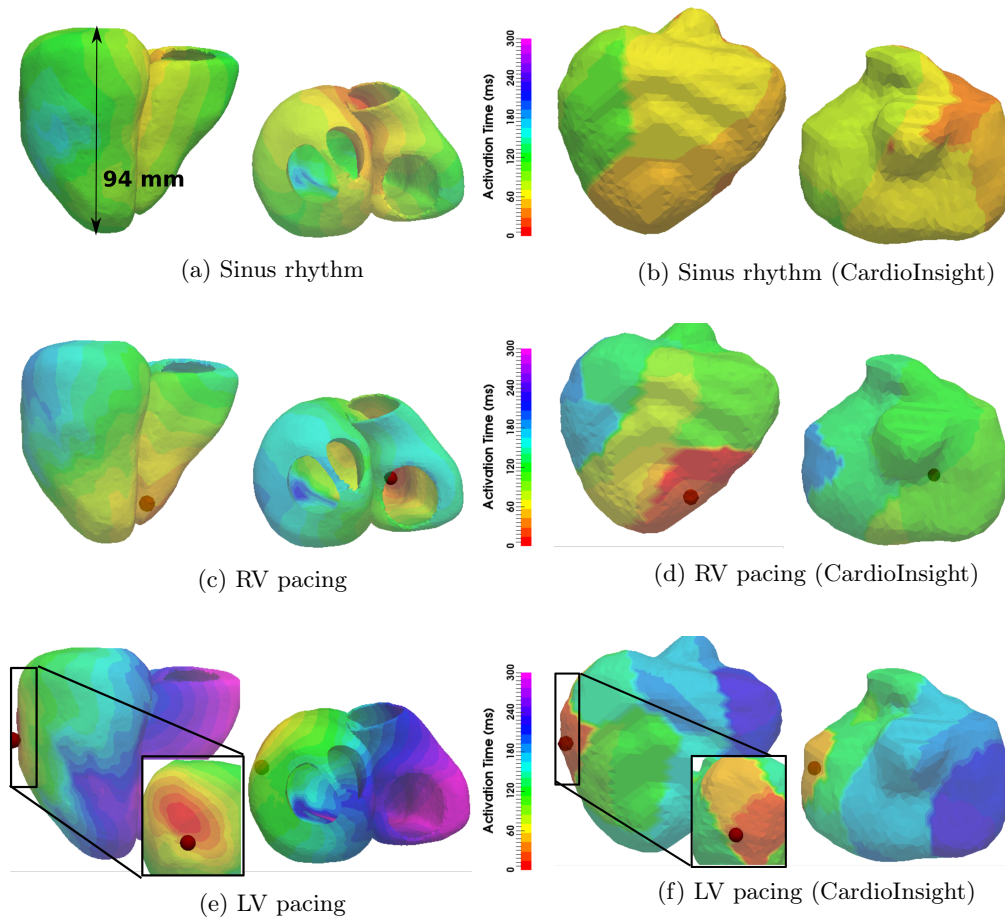 94 mm
Activation Time (ms)
300
240
180
120
60
0
(a) Sinus rhythm
(b) Sinus rhythm (CardioInsight)
Activation Time (ms)
300
240
180
120
60
0
(c) RV pacing
(d) RV pacing (CardioInsight)
Activation Time (ms)
300
240
180
120
60
0
(e) LV pacing
(f) LV pacing (CardioInsight)